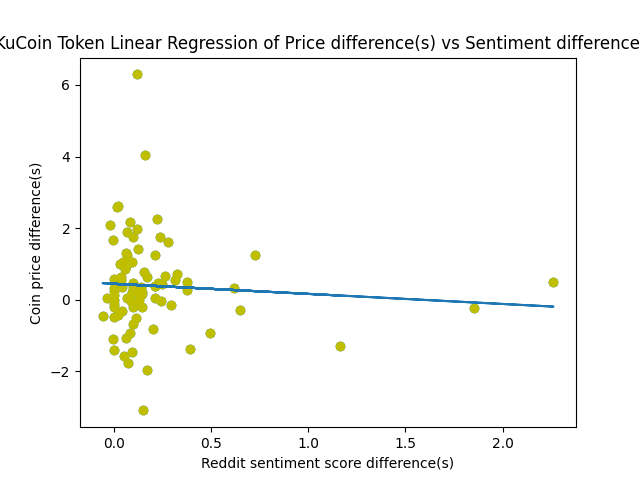 KuCoin Token Linear Regression of Price difference(s) vs Sentiment difference
6
4
2
0
−2
0.0 0.5 1.0 1.5 2.0
Coin price difference(s)
Reddit sentiment score difference(s)